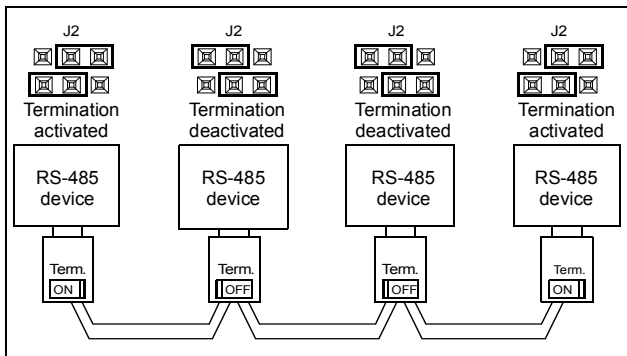 J2 J2 J2 J2
Termination Termination Termination Termination
activated deactivated deactivated activated
RS-485 RS-485 RS-485 RS-485
device device device device
Term. Term. Term. Term.
ON OFF OFF ON